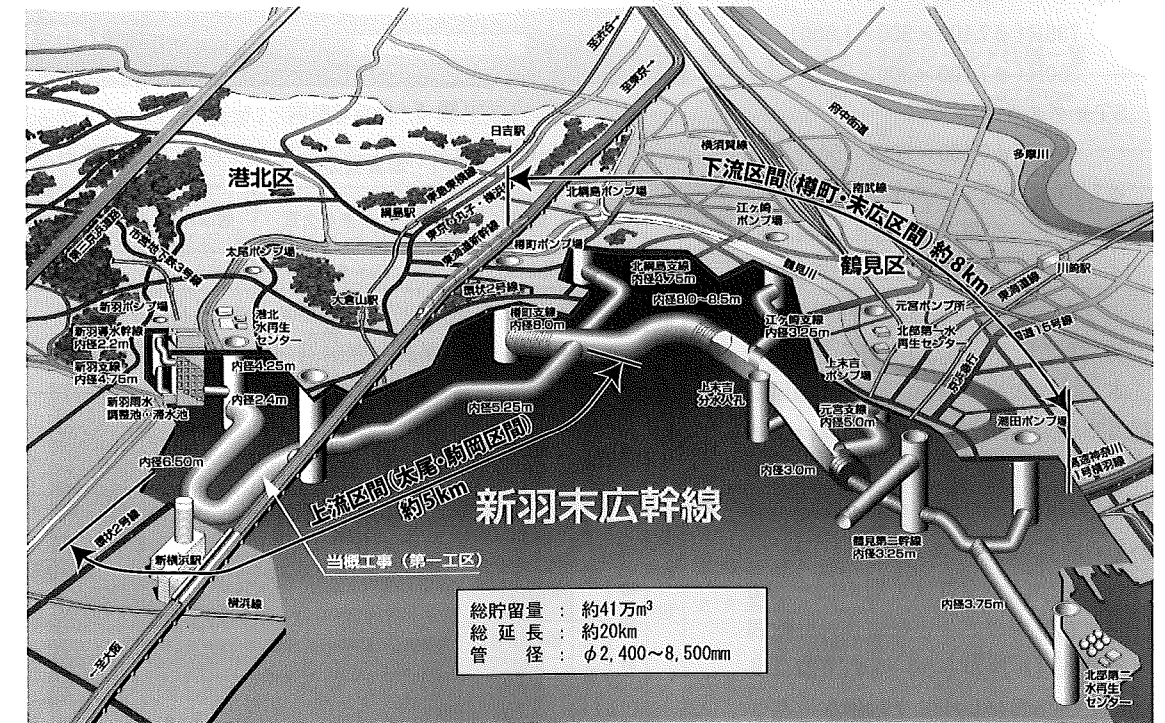 至渋谷→
至東京→
府中街道
多摩川
日吉駅
横須賀線
南武線
港北区
東急東横線
綱島駅
東海道新幹線
下流区間(樽町・末広区間)約8km
北綱島ポンプ場
江ヶ崎
ポンプ場
鶴見川
鶴見区
川崎駅
東海道線
国道15号線
京浜急行
第三京浜道路
市営地下鉄3号線
太尾ポンプ場
樽町ポンプ場
環状2号線
大倉山駅
北綱島支線
内径4.75m
内径8.0〜8.5m
樽町支線
内径8.0m
江ヶ崎支線
内径3.25m
元宮ポンプ所
北部第一水
再生センター
新羽ポンプ場
新羽導水幹線
内径2.2m
新羽支線
内径4.75m
港北
水再生
センター
内径4.25m
内径2.4m
新羽雨水
調整池・滞水池
内径5.25m
上末吉
ポンプ場
上末吉
分水人孔
元宮支線
内径5.0m
潮田ポンプ場
高速神奈川
1号横羽線
内径6.50m
内径3.0m
上流区間(太尾・駒岡区間)
約5km
新羽末広幹線
環状2号線
新横浜駅
当概工事(第一工区)
鶴見第二幹線
内径3.25m
横浜線
←至大阪
内径3.75m
北部第二
水再生
センター
総貯留量 : 約41万m³
総延長 : 約20km
管径 : φ2,400〜8,500mm